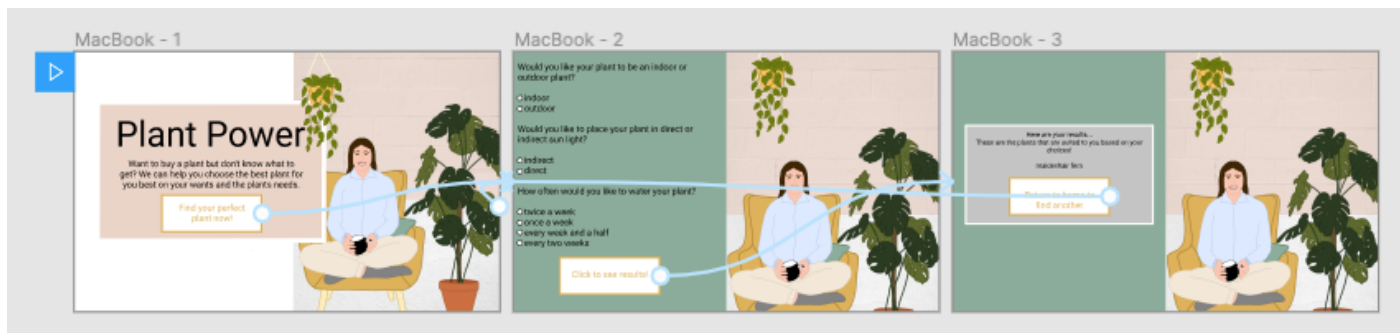 MacBook - 1
MacBook - 2
MacBook - 3
Plant Power
Want to buy a plant but don't know what to
get? We can help you choose the best plant for
you best on your wants and the plants needs.
Find your perfect
plant now!
Would you like your plant to be an indoor or
outdoor plant?
indoor
outdoor
Would you like to place your plant in direct or
indirect sun light?
indirect
direct
How often would you like to water your plant?
twice a week
once a week
every week and a half
every two weeks
Click to see results!
Here are your results...
These are the plants that are suited to you based on your
choices!
maidenhair fern
Return to home to
find another